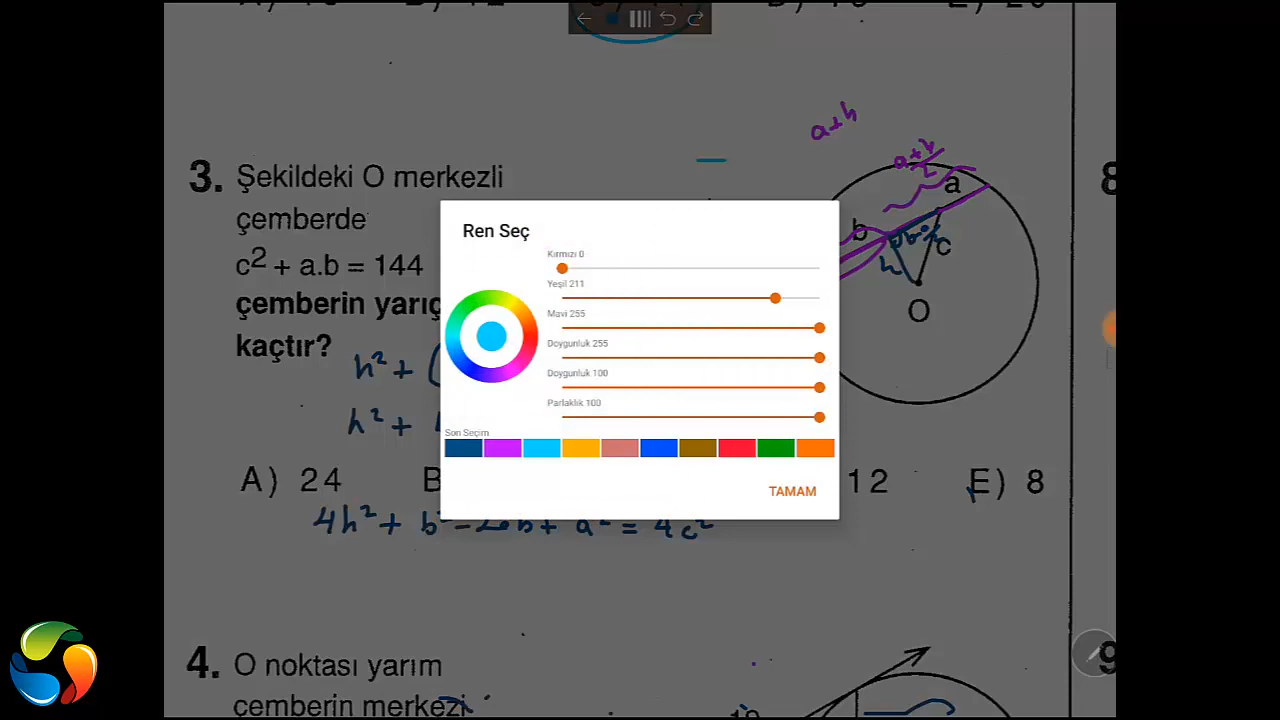 a+b
a+b/2
3. Şekildeki O merkezli
çemberde
c² + a.b = 144
çemberin yarıç
kaçtır?
a
b
c
h
O
8
Ren Seç
Kırmızı 0
Yeşil 211
Mavi 255
Doygunluk 255
Doygunluk 100
Parlaklık 100
Son Seçim
TAMAM
h² + (
h² +
A) 24
B
12
E) 8
4h² + b² - 2ab + a² = 4c²
4. O noktası yarım
çemberin merkezi
9